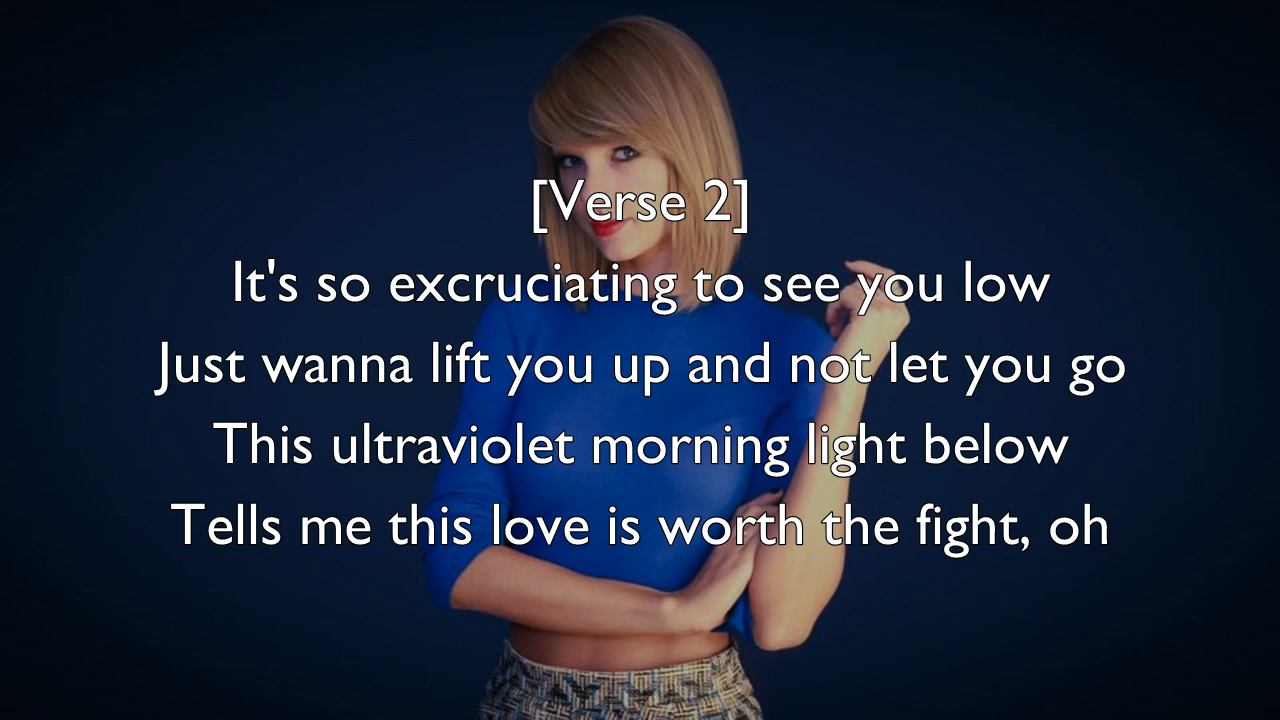 [Verse 2]
It's so excruciating to see you low
Just wanna lift you up and not let you go
This ultraviolet morning light below
Tells me this love is worth the fight, oh